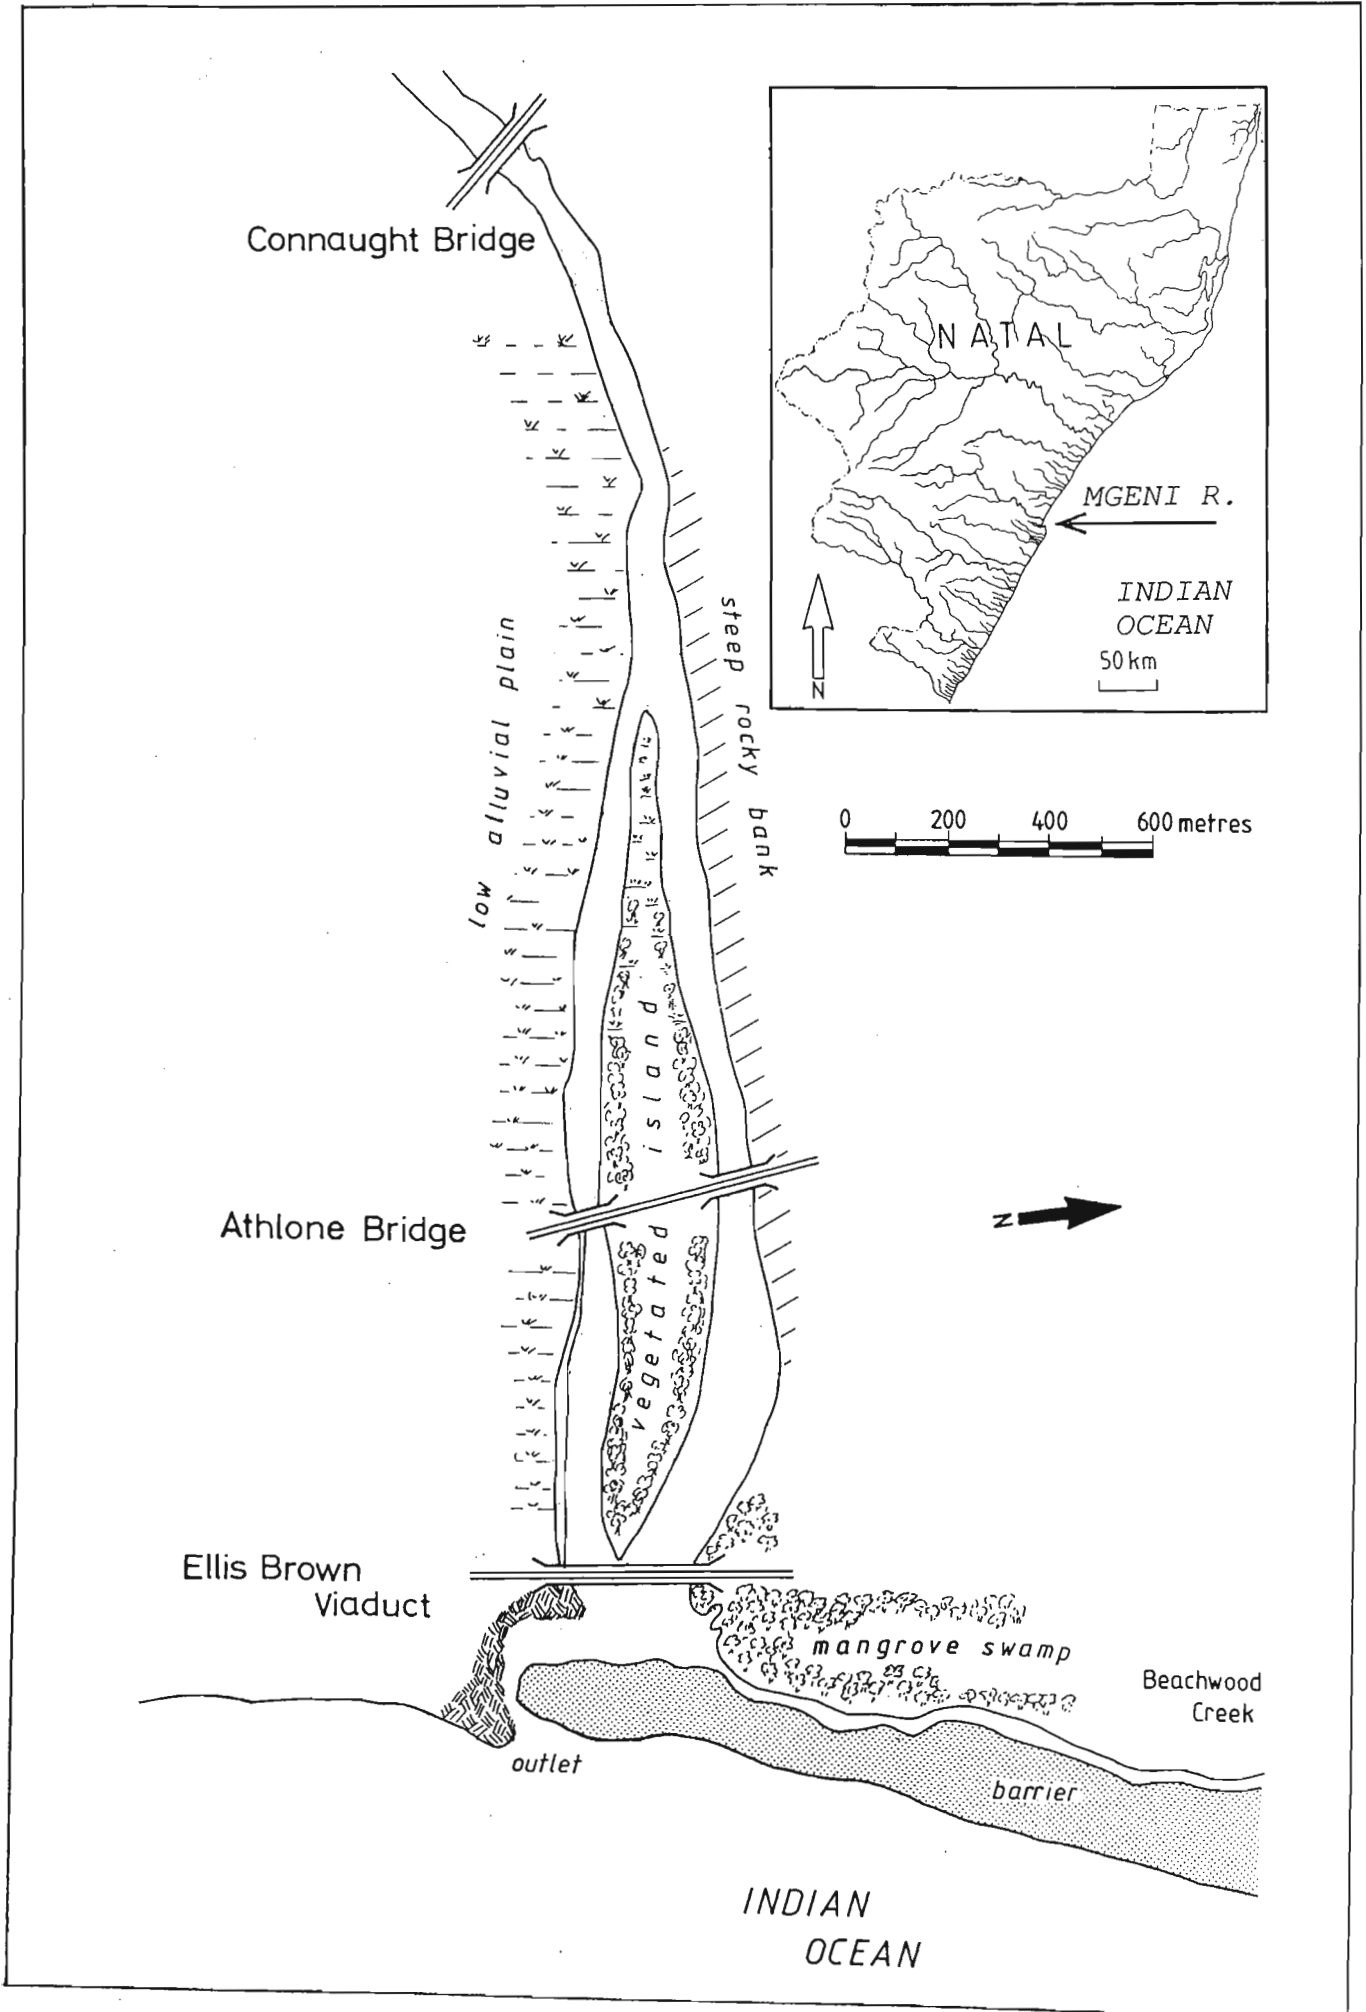 Connaught Bridge
NATAL
MGENI R.
INDIAN
OCEAN
50 km
N
steep rocky bank
low alluvial plain
0 200 400 600 metres
vegetated island
N
Athlone Bridge
Ellis Brown
Viaduct
mangrove swamp
Beachwood
Creek
outlet
barrier
INDIAN
OCEAN